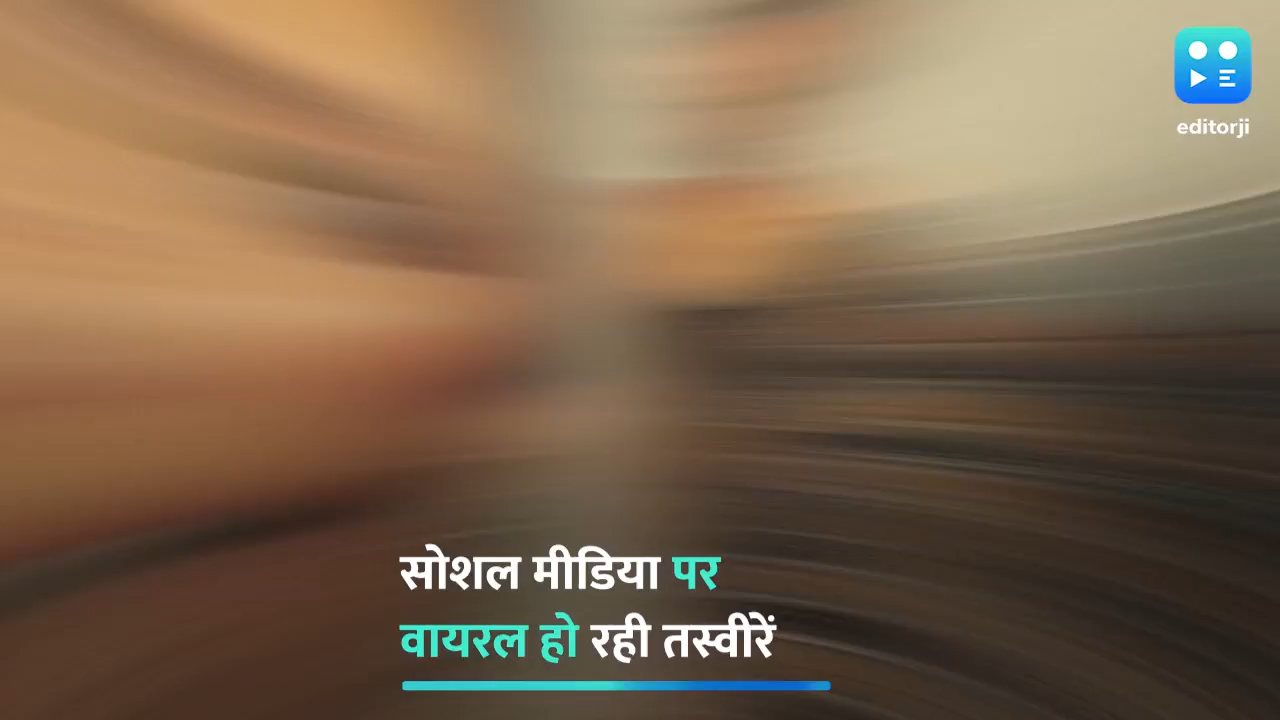 editorji
सोशल मीडिया पर
वायरल हो रही तस्वीरें